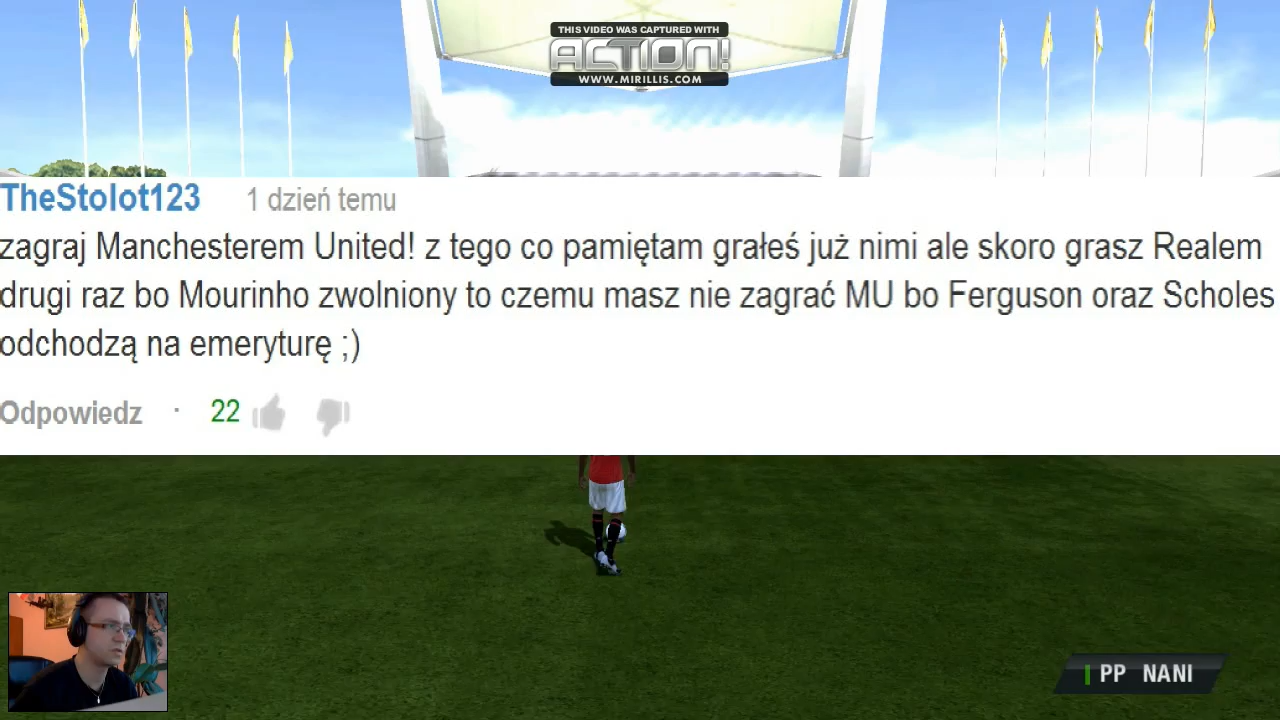 THIS VIDEO WAS CAPTURED WITH
ACTION!
WWW.MIRILLIS.COM
TheStolot123 1 dzień temu
zagraj Manchesterem United! z tego co pamiętam grałeś już nimi ale skoro grasz Realem
drugi raz bo Mourinho zwolniony to czemu masz nie zagrać MU bo Ferguson oraz Scholes
odchodzą na emeryturę ;)
Odpowiedz · 22
PP NANI